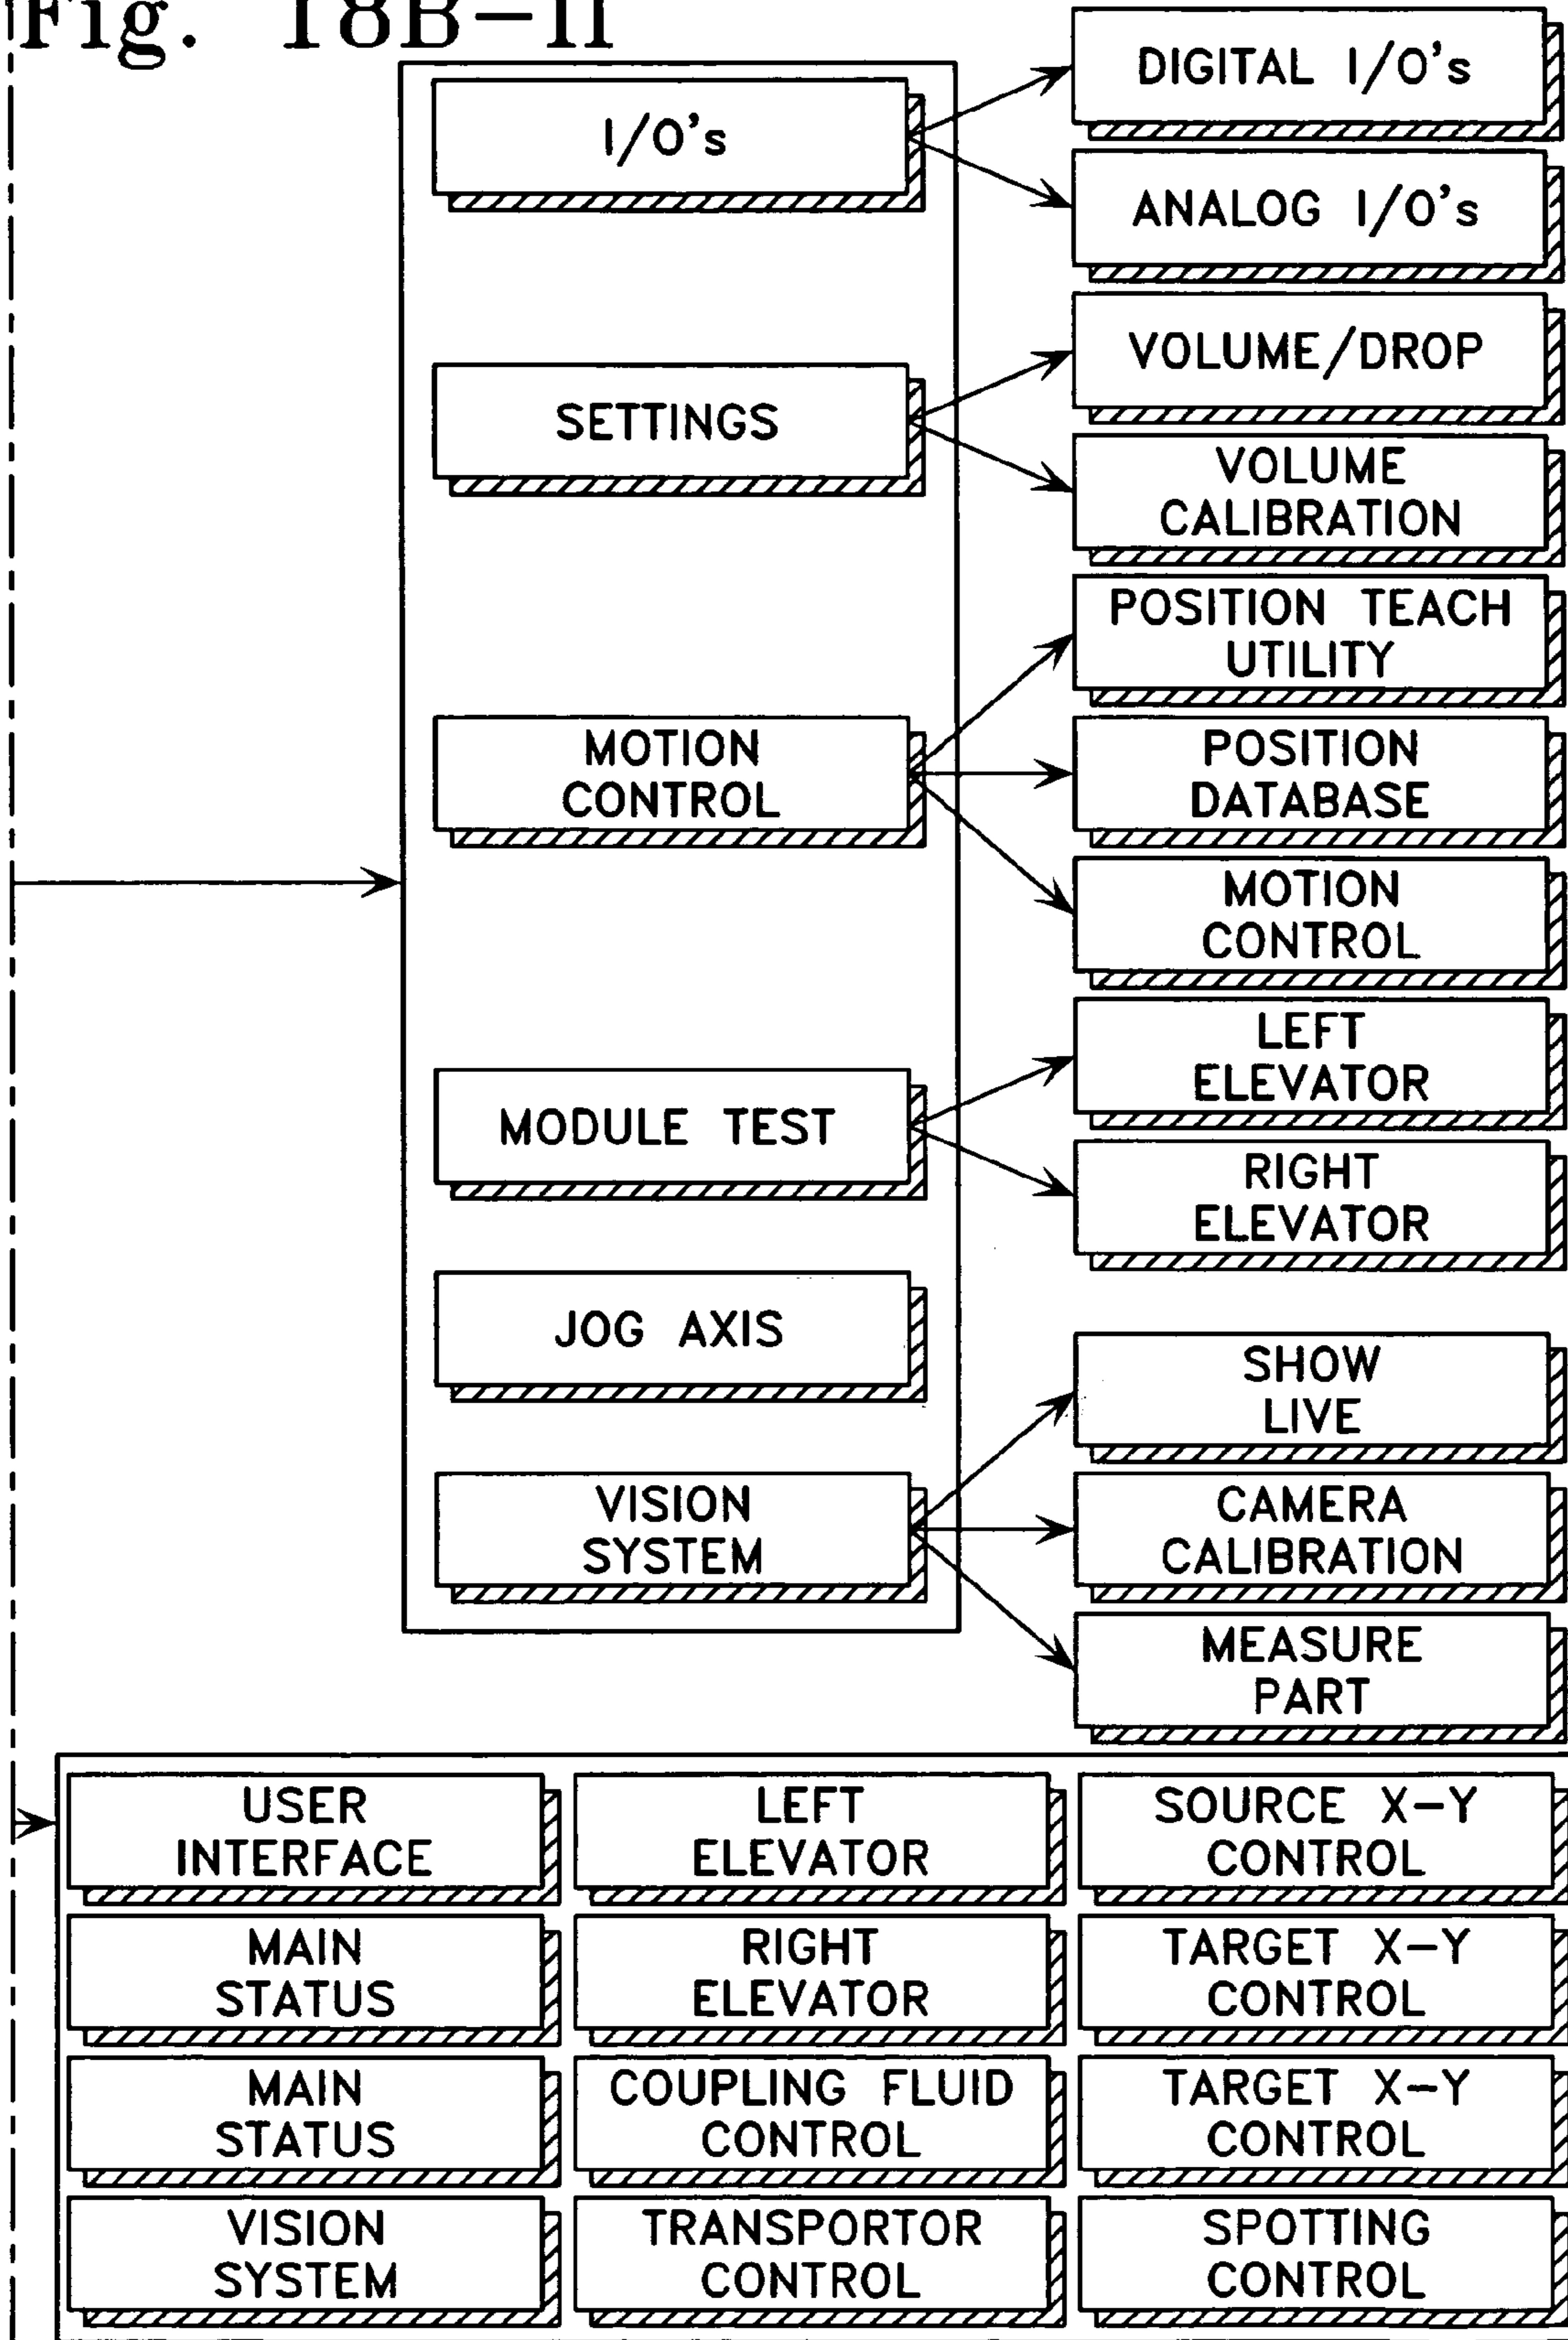 Fig. 18B-II
I/O's
DIGITAL I/O's
ANALOG I/O's
SETTINGS
VOLUME/DROP
VOLUME
CALIBRATION
MOTION
CONTROL
POSITION TEACH
UTILITY
POSITION
DATABASE
MOTION
CONTROL
MODULE TEST
LEFT
ELEVATOR
RIGHT
ELEVATOR
JOG AXIS
VISION
SYSTEM
SHOW
LIVE
CAMERA
CALIBRATION
MEASURE
PART
USER
INTERFACE
LEFT
ELEVATOR
SOURCE X-Y
CONTROL
MAIN
STATUS
RIGHT
ELEVATOR
TARGET X-Y
CONTROL
MAIN
STATUS
COUPLING FLUID
CONTROL
TARGET X-Y
CONTROL
VISION
SYSTEM
TRANSPORTOR
CONTROL
SPOTTING
CONTROL